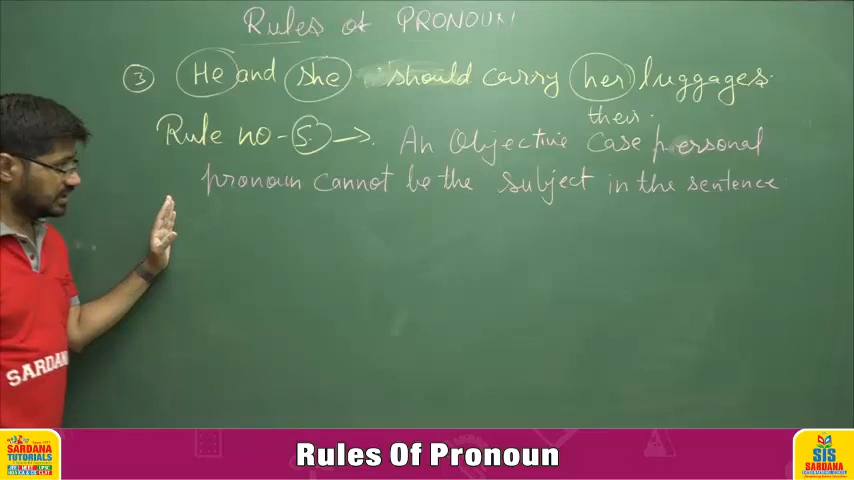 Rules of PRONOUN
③ He and she should carry her luggages.
their.
Rule no - 5 → An Objective Case personal
pronoun cannot be the subject in the sentence
SARDANA
Rules Of Pronoun
SARDANA
TUTORIALS
SIS
SARDANA